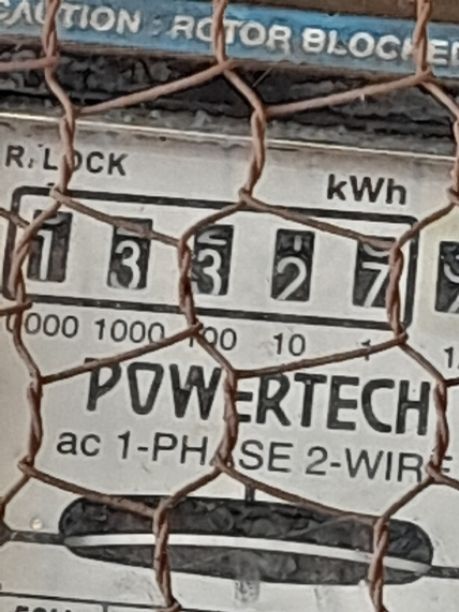 CAUTION : ROTOR BLOCKED
R. LOCK
kWh
1 3 3 2 7
0000 1000 100 10 1
POWERTECH
ac 1-PHASE 2-WIRE